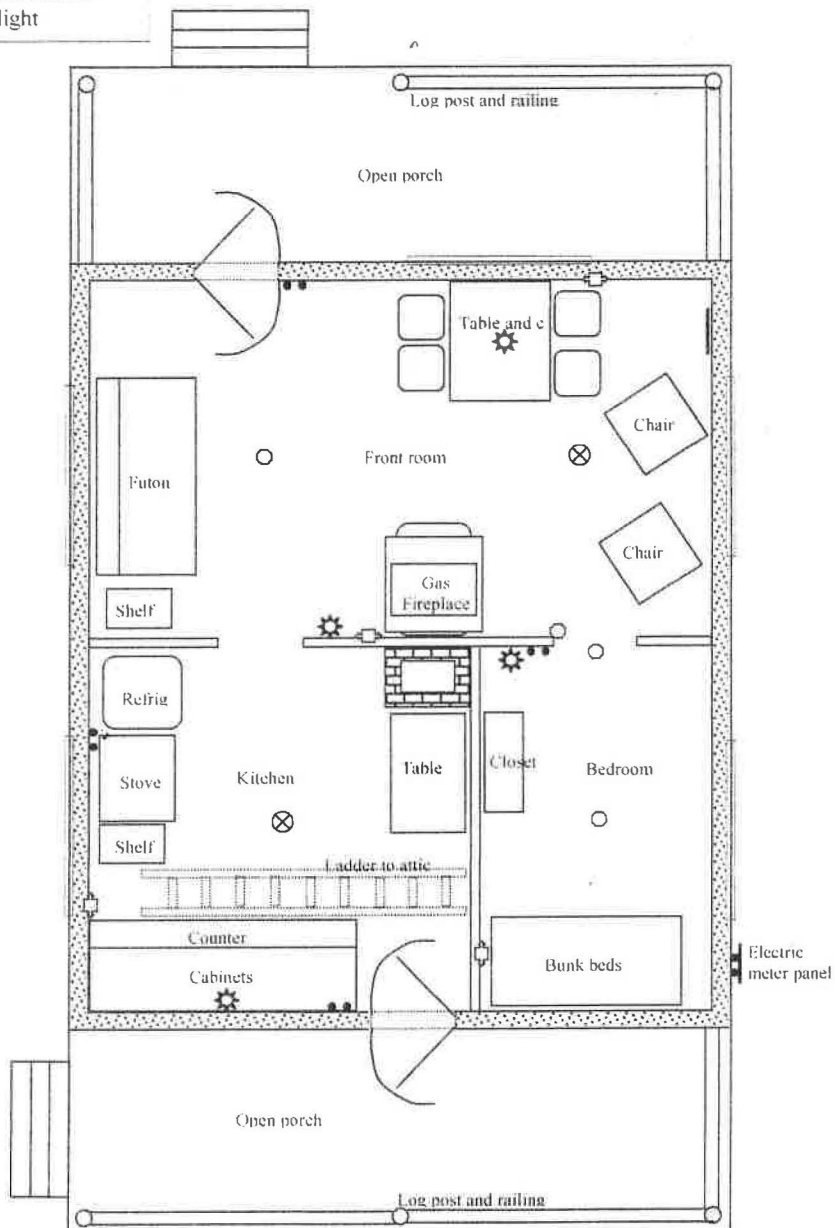 light
Log post and railing
Open porch
Table and c
Chair
Front room
Futon
Chair
Gas
Fireplace
Shelf
Refrig
Closet
Table
Kitchen
Bedroom
Stove
Shelf
Ladder to attic
Counter
Electric
meter panel
Bunk beds
Cabinets
Open porch
Log post and railing